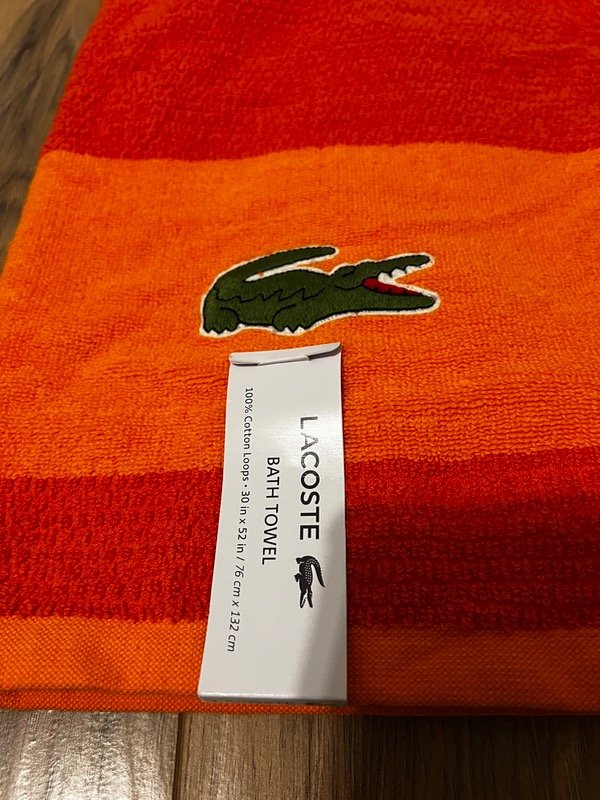 LACOSTE
BATH TOWEL
100% Cotton Loops • 30 in x 52 in / 76 cm x 132 cm